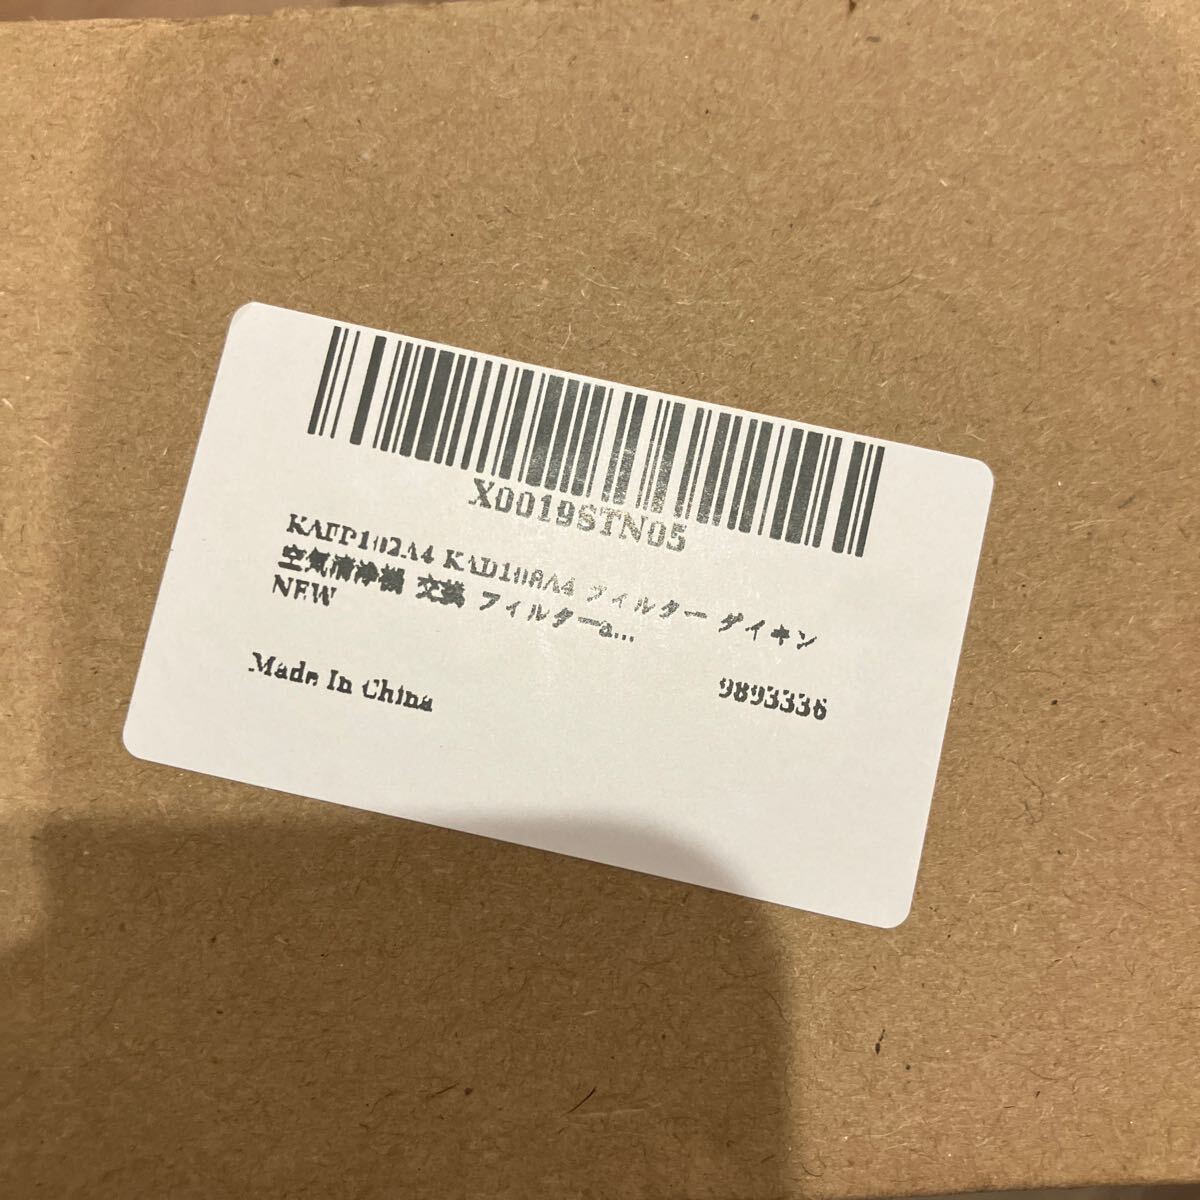 X0019STN05
KAFP102A4 KAD108A4 フィルター ダイキン
空気清浄機 交換 フィルターa...
NEW
Made In China 9893336